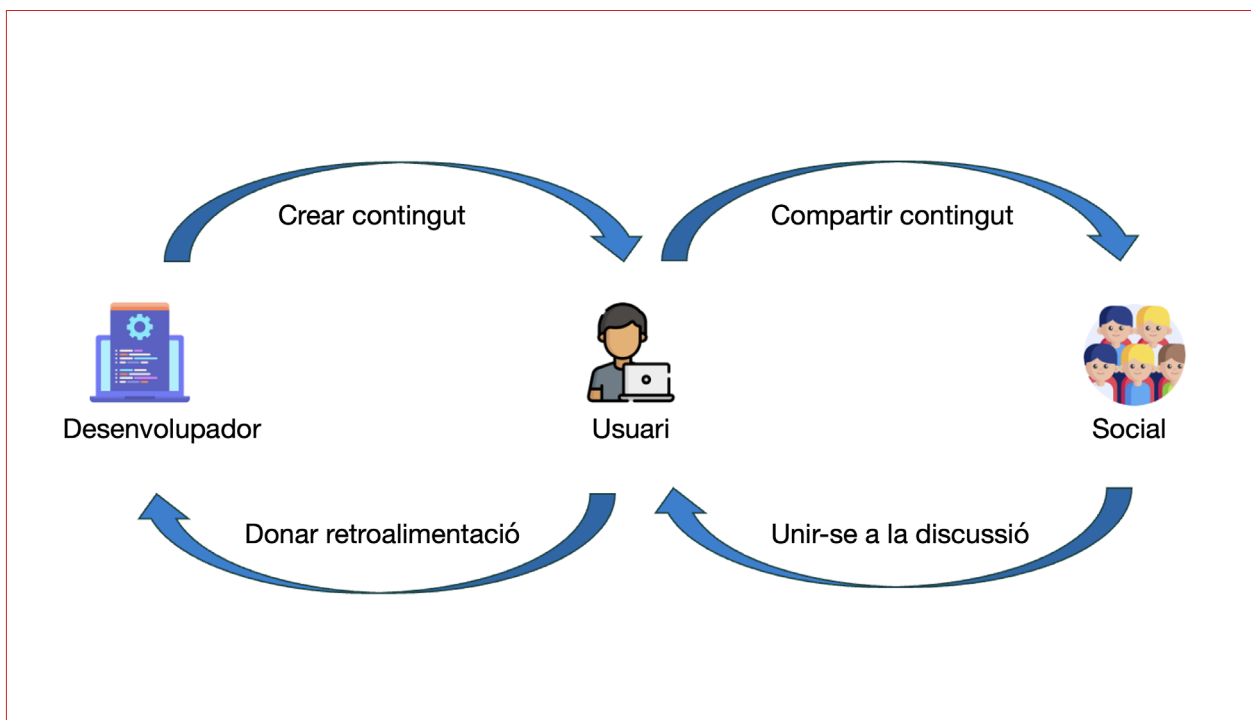 Crear contingut
Compartir contingut
Desenvolupador
Usuari
Social
Donar retroalimentació
Unir-se a la discussió